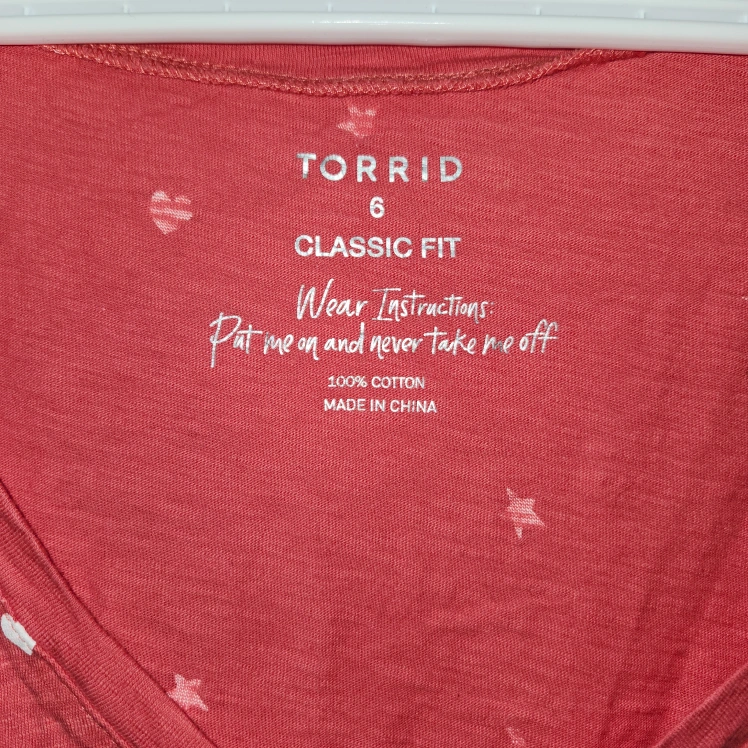 TORRID
6
CLASSIC FIT
Wear Instructions:
Put me on and never take me off
100% COTTON
MADE IN CHINA